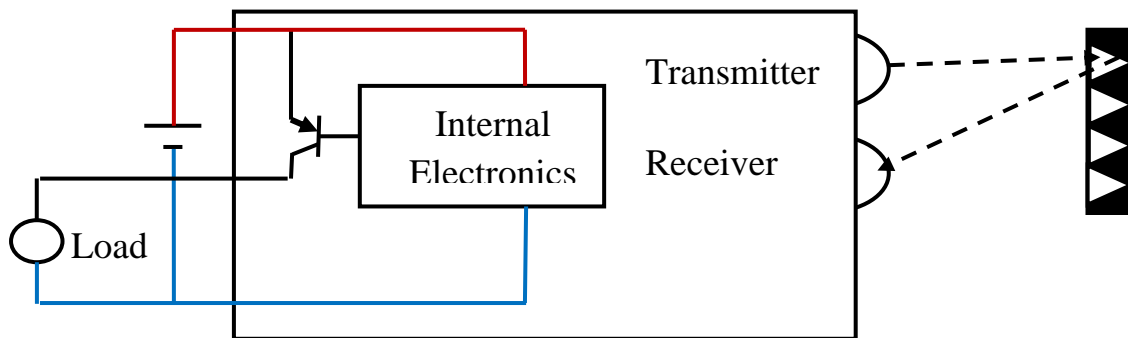 Transmitter
Internal
Electronics
Receiver
Load